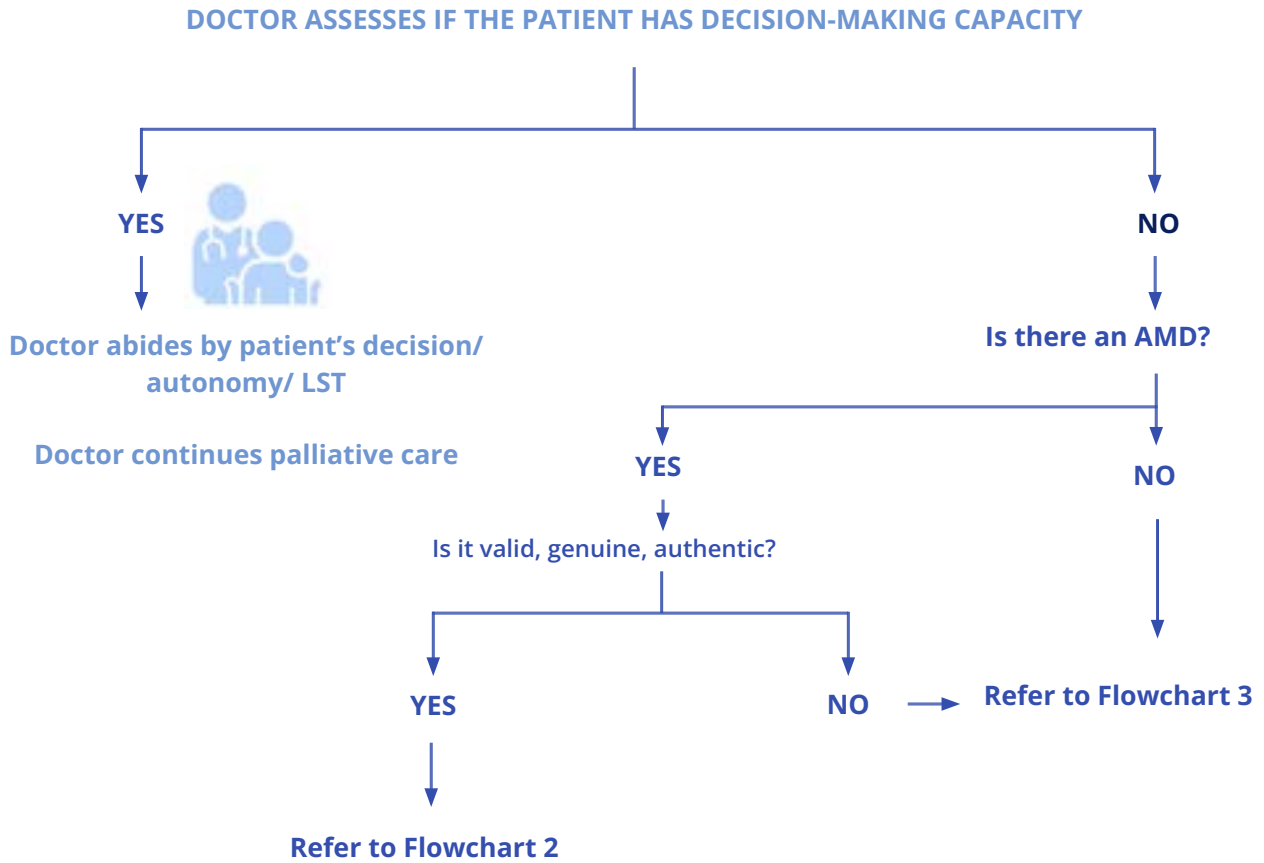 DOCTOR ASSESSES IF THE PATIENT HAS DECISION-MAKING CAPACITY
YES
NO
Doctor abides by patient’s decision/
autonomy/ LST
Is there an AMD?
Doctor continues palliative care
YES
NO
Is it valid, genuine, authentic?
YES
NO
Refer to Flowchart 3
Refer to Flowchart 2